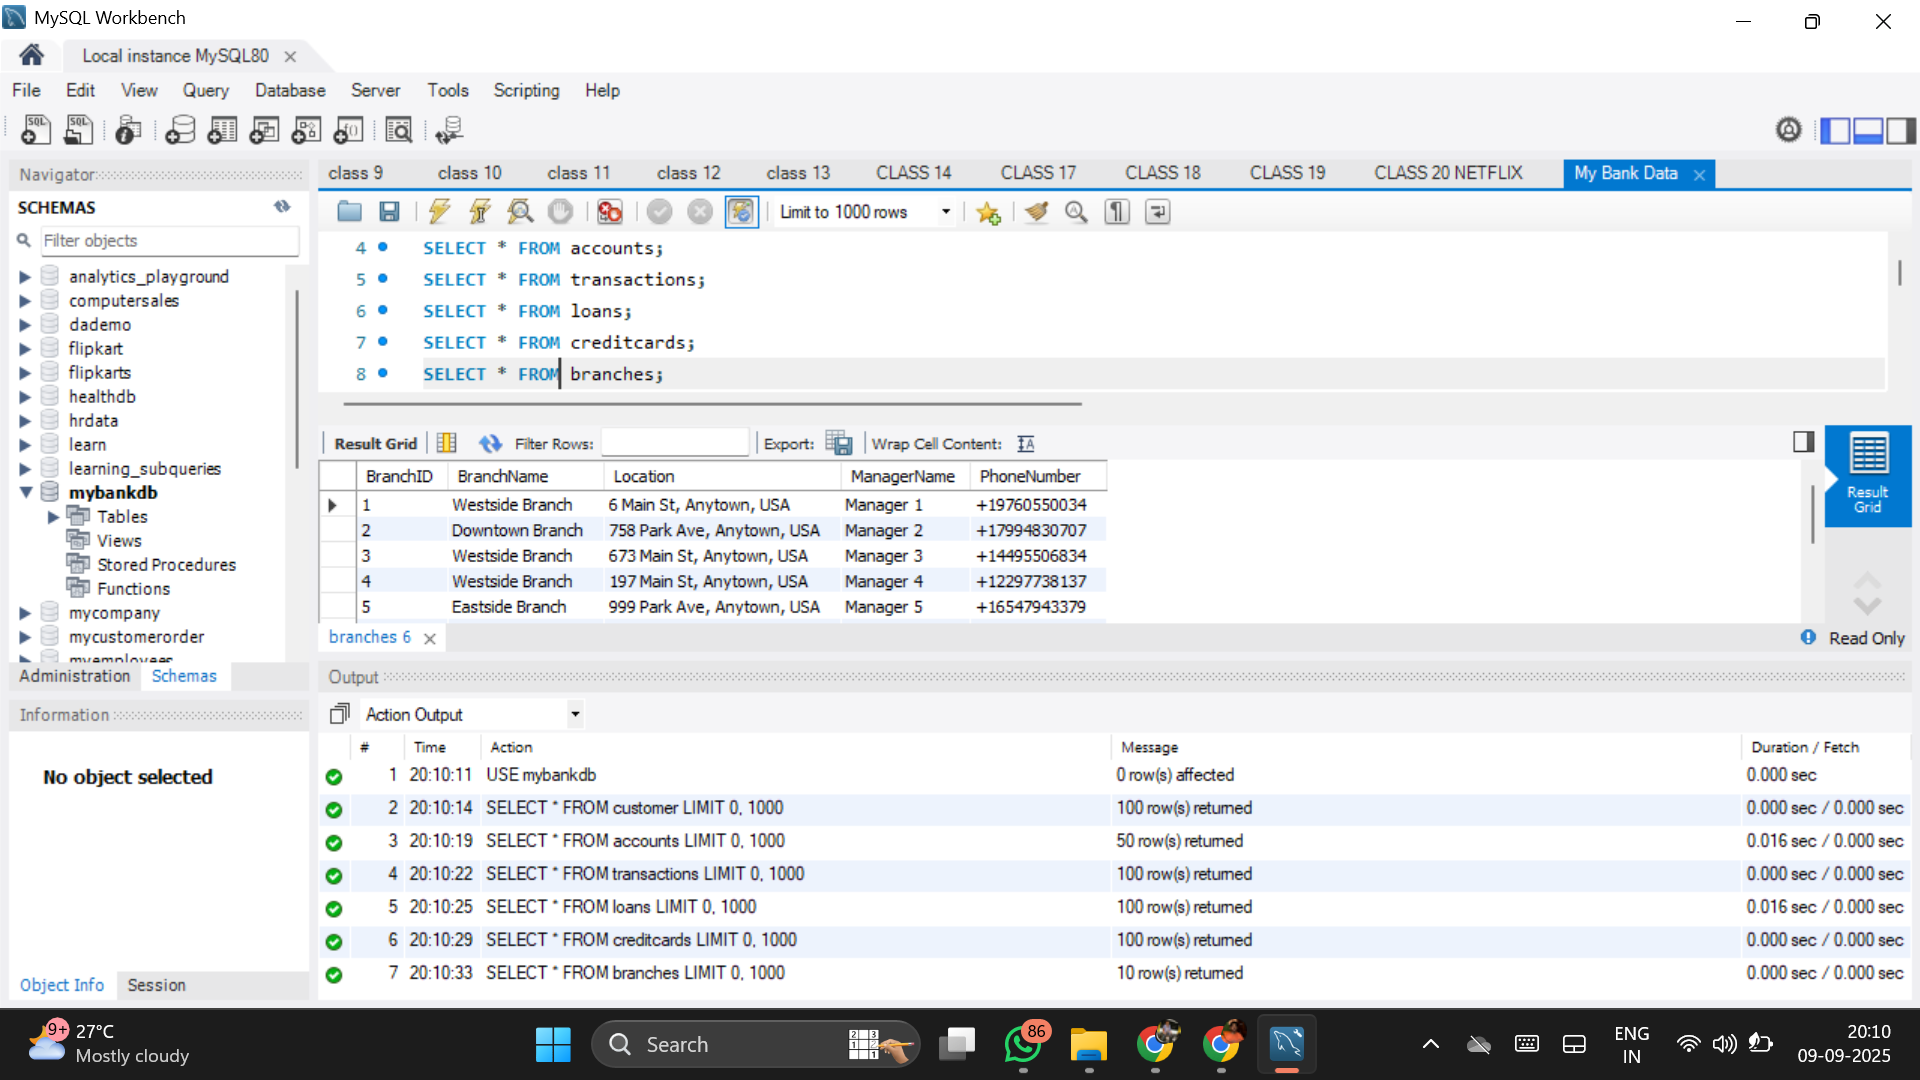 MySQL Workbench
Local instance MySQL80
File Edit View Query Database Server Tools Scripting Help
Navigator
SCHEMAS
Filter objects
analytics_playground
computersales
dademo
flipkart
flipkarts
healthdb
hrdata
learn
learning_subqueries
mybankdb
Tables
Views
Stored Procedures
Functions
mycompany
mycustomerorder
myemployees
Administration Schemas
Information
No object selected
Object Info Session
class 9 class 10 class 11 class 12 class 13 CLASS 14 CLASS 17 CLASS 18 CLASS 19 CLASS 20 NETFLIX My Bank Data
Limit to 1000 rows
4 SELECT * FROM accounts;
5 SELECT * FROM transactions;
6 SELECT * FROM loans;
7 SELECT * FROM creditcards;
8 SELECT * FROM branches;
Result Grid Filter Rows: Export: Wrap Cell Content:
BranchID BranchName Location ManagerName PhoneNumber
1 Westside Branch 6 Main St, Anytown, USA Manager 1 +19760550034
2 Downtown Branch 758 Park Ave, Anytown, USA Manager 2 +17994830707
3 Westside Branch 673 Main St, Anytown, USA Manager 3 +14495506834
4 Westside Branch 197 Main St, Anytown, USA Manager 4 +12297738137
5 Eastside Branch 999 Park Ave, Anytown, USA Manager 5 +16547943379
Result
Grid
branches 6
Read Only
Output
Action Output
# Time Action Message Duration / Fetch
1 20:10:11 USE mybankdb 0 row(s) affected 0.000 sec
2 20:10:14 SELECT * FROM customer LIMIT 0, 1000 100 row(s) returned 0.000 sec / 0.000 sec
3 20:10:19 SELECT * FROM accounts LIMIT 0, 1000 50 row(s) returned 0.016 sec / 0.000 sec
4 20:10:22 SELECT * FROM transactions LIMIT 0, 1000 100 row(s) returned 0.000 sec / 0.000 sec
5 20:10:25 SELECT * FROM loans LIMIT 0, 1000 100 row(s) returned 0.016 sec / 0.000 sec
6 20:10:29 SELECT * FROM creditcards LIMIT 0, 1000 100 row(s) returned 0.000 sec / 0.000 sec
7 20:10:33 SELECT * FROM branches LIMIT 0, 1000 10 row(s) returned 0.000 sec / 0.000 sec
9+ 27°C
Mostly cloudy
Search
86
ENG
IN
20:10
09-09-2025